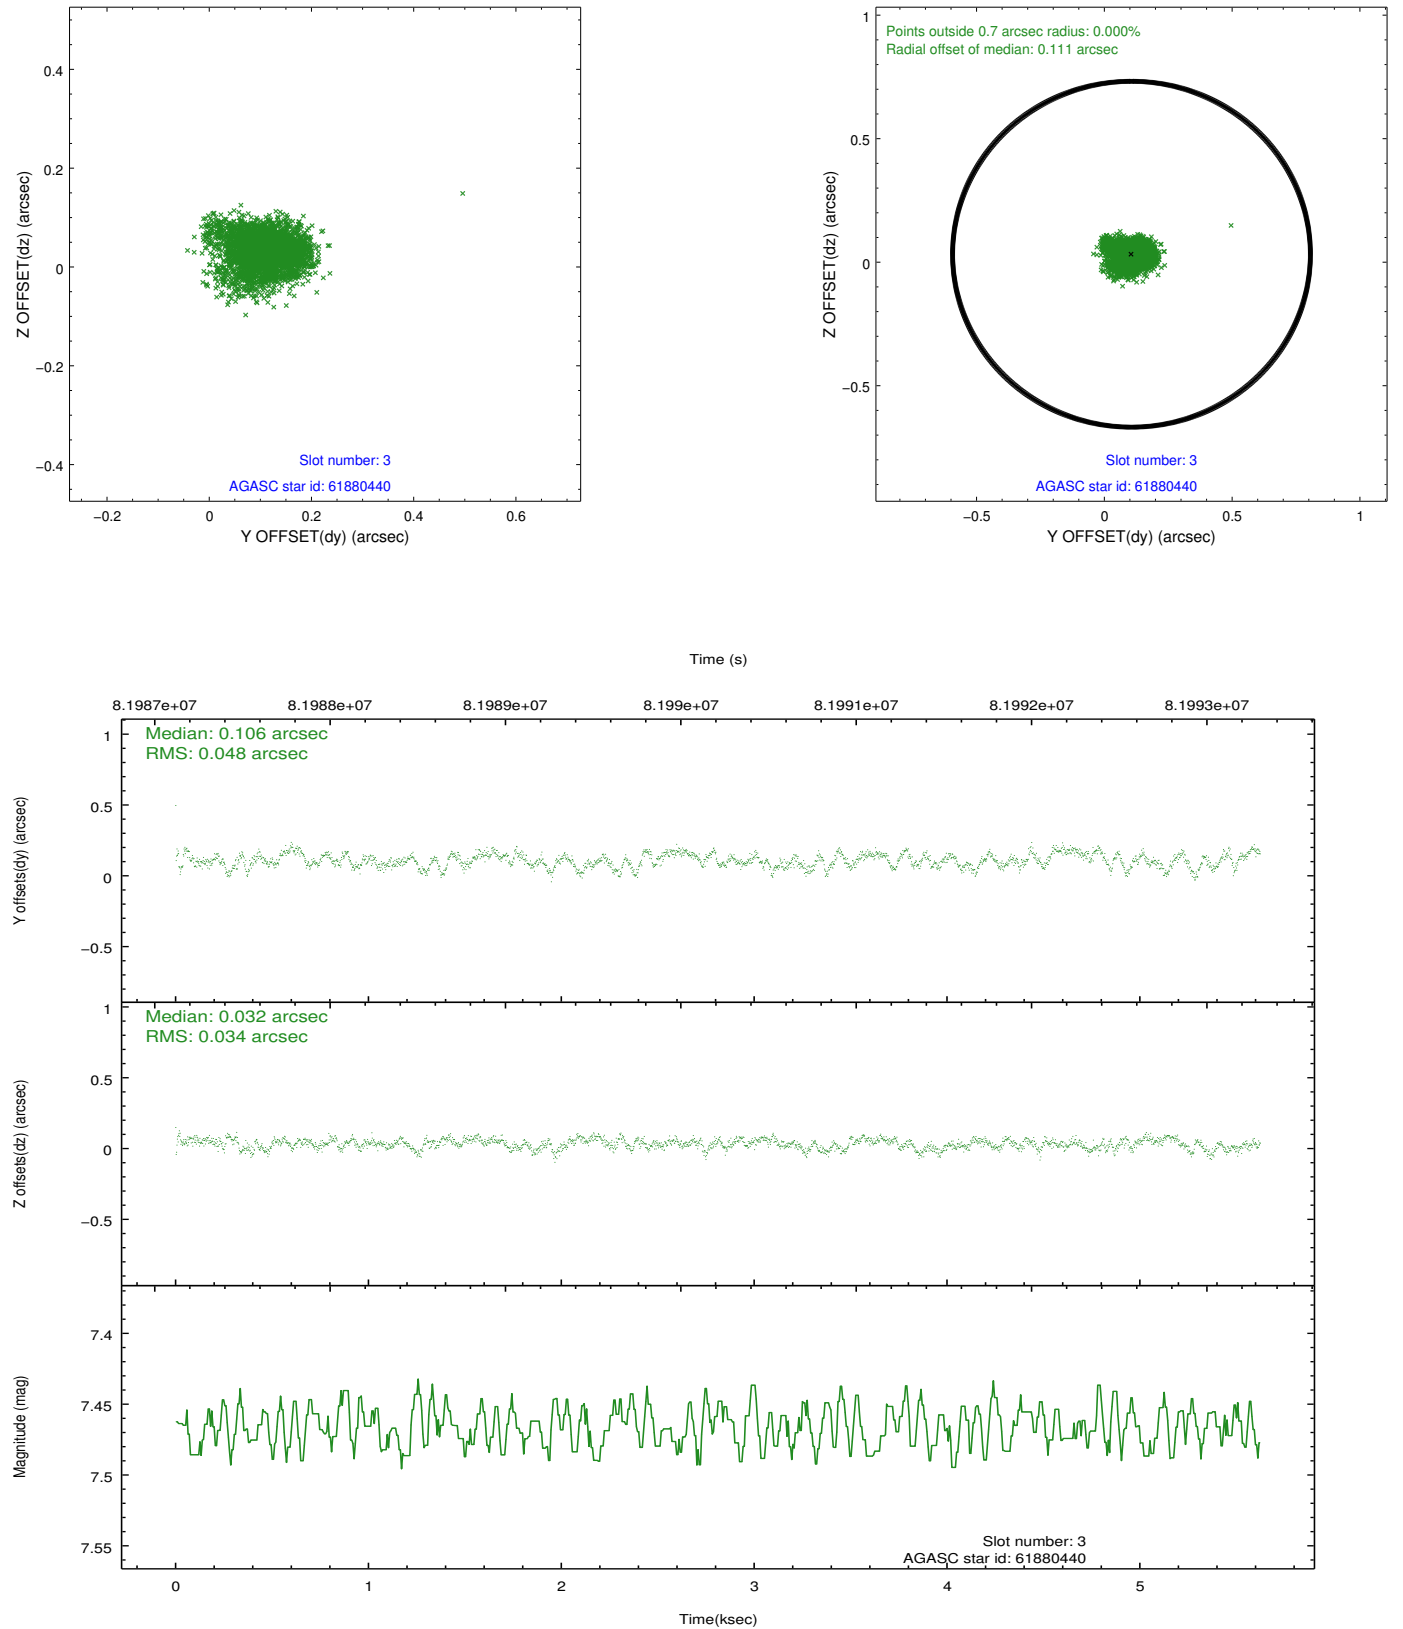 0.4
0.2
0
−0.2
−0.4
Z OFFSET(dz) (arcsec)
Slot number: 3
AGASC star id: 61880440
−0.2 0 0.2 0.4 0.6
Y OFFSET(dy) (arcsec)
Points outside 0.7 arcsec radius: 0.000%
Radial offset of median: 0.111 arcsec
1
0.5
0
−0.5
Z OFFSET(dz) (arcsec)
Slot number: 3
AGASC star id: 61880440
−0.5 0 0.5 1
Y OFFSET(dy) (arcsec)
Time (s)
8.1987e+07 8.1988e+07 8.1989e+07 8.199e+07 8.1991e+07 8.1992e+07 8.1993e+07
Median: 0.106 arcsec
RMS: 0.048 arcsec
1
0.5
0
−0.5
Y offsets(dy) (arcsec)
Median: 0.032 arcsec
RMS: 0.034 arcsec
1
0.5
0
−0.5
Z offsets(dz) (arcsec)
7.4
7.45
7.5
7.55
Magnitude (mag)
Slot number: 3
AGASC star id: 61880440
0 1 2 3 4 5
Time(ksec)